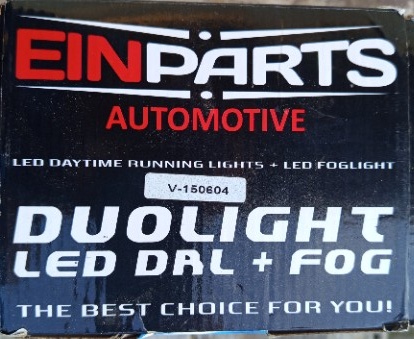 EINPARTS
AUTOMOTIVE
LED DAYTIME RUNNING LIGHTS + LED FOGLIGHT
V-150604
DUOLIGHT
LED DRL + FOG
THE BEST CHOICE FOR YOU!